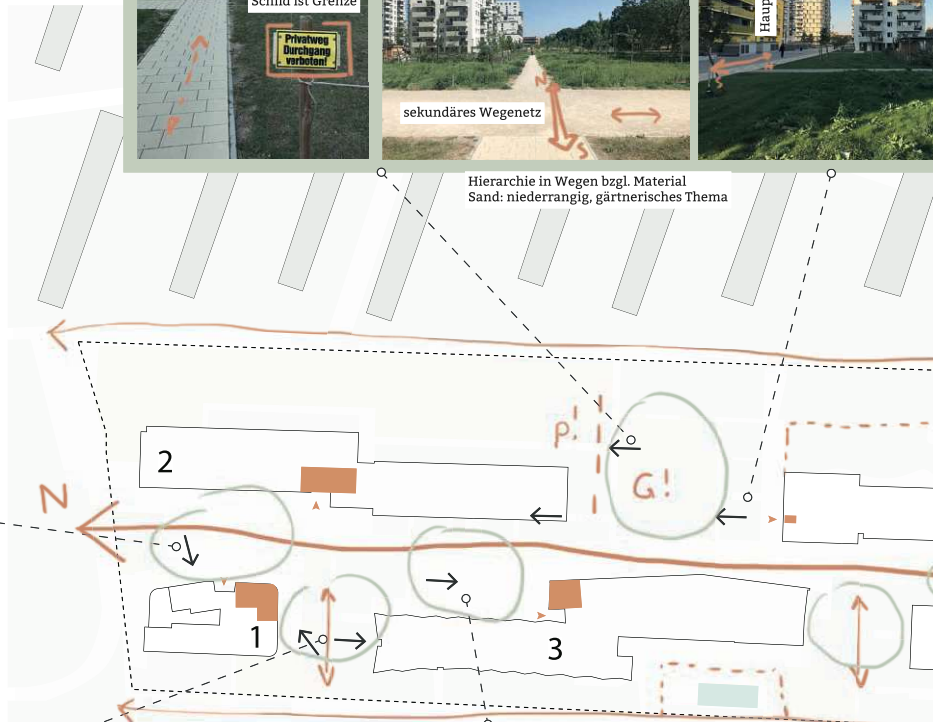 Schild ist Grenze
Privatweg
Durchgang
verboten!
P
sekundäres Wegenetz
N
S
Haup
S
Hierarchie in Wegen bzgl. Material
Sand: niederrangig, gärtnerisches Thema
P!
G!
2
N
1
3